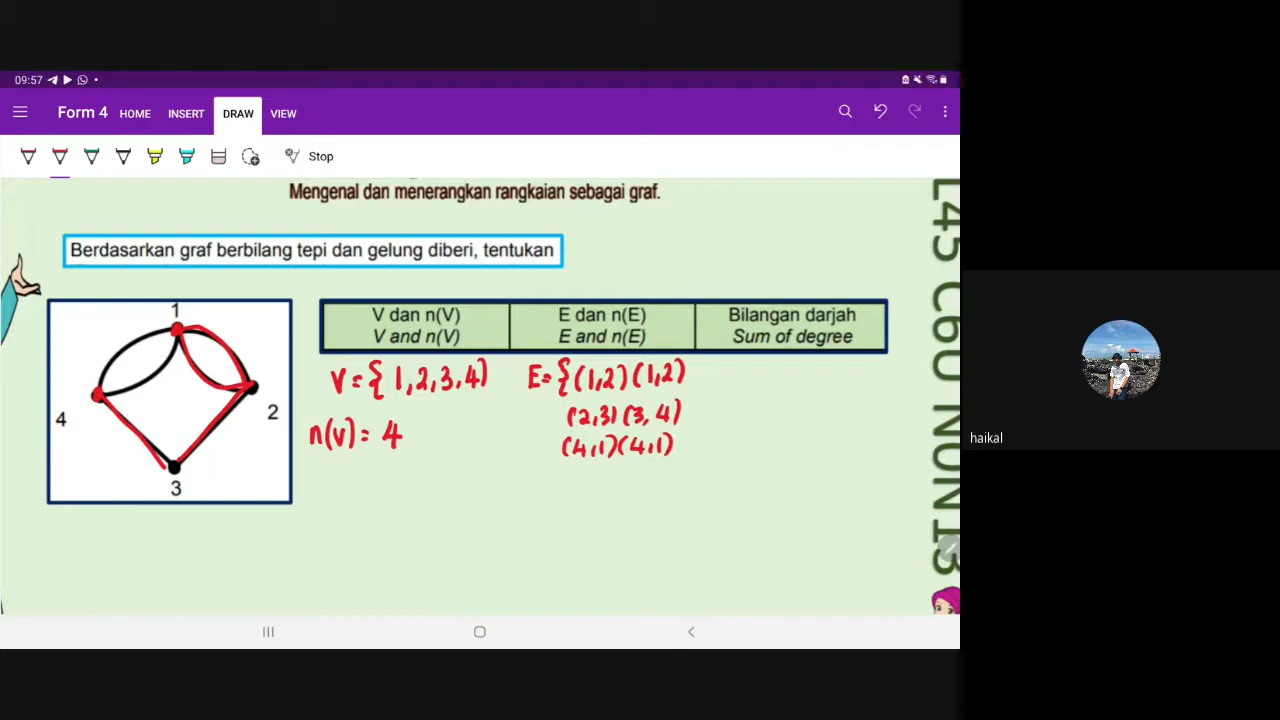 09:57
Form 4 HOME INSERT DRAW VIEW
Stop
Mengenal dan menerangkan rangkaian sebagai graf.
Berdasarkan graf berbilang tepi dan gelung diberi, tentukan
1
4
2
3
V dan n(V)
V and n(V)
E dan n(E)
E and n(E)
Bilangan darjah
Sum of degree
V={ 1,2,3,4}
n(V)= 4
E={(1,2)(1,2)
(2,3)(3,4)
(4,1)(4,1)
haikal